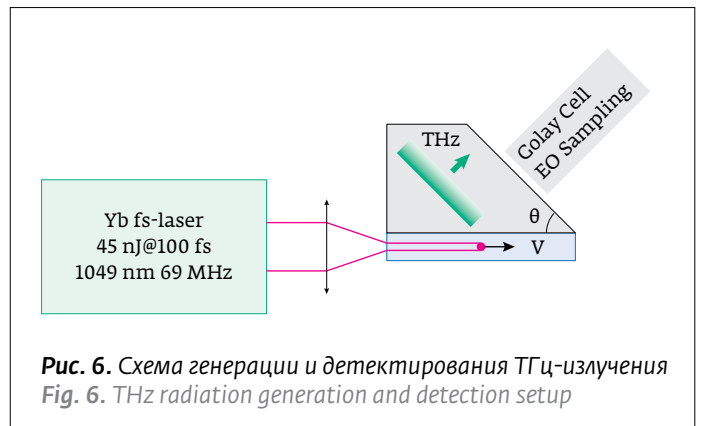 THz
Golay Cell
EO Sampling
θ
V
Yb fs-laser
45 nJ@100 fs
1049 nm 69 MHz
Рис. 6. Схема генерации и детектирования ТГц-излучения
Fig. 6. THz radiation generation and detection setup